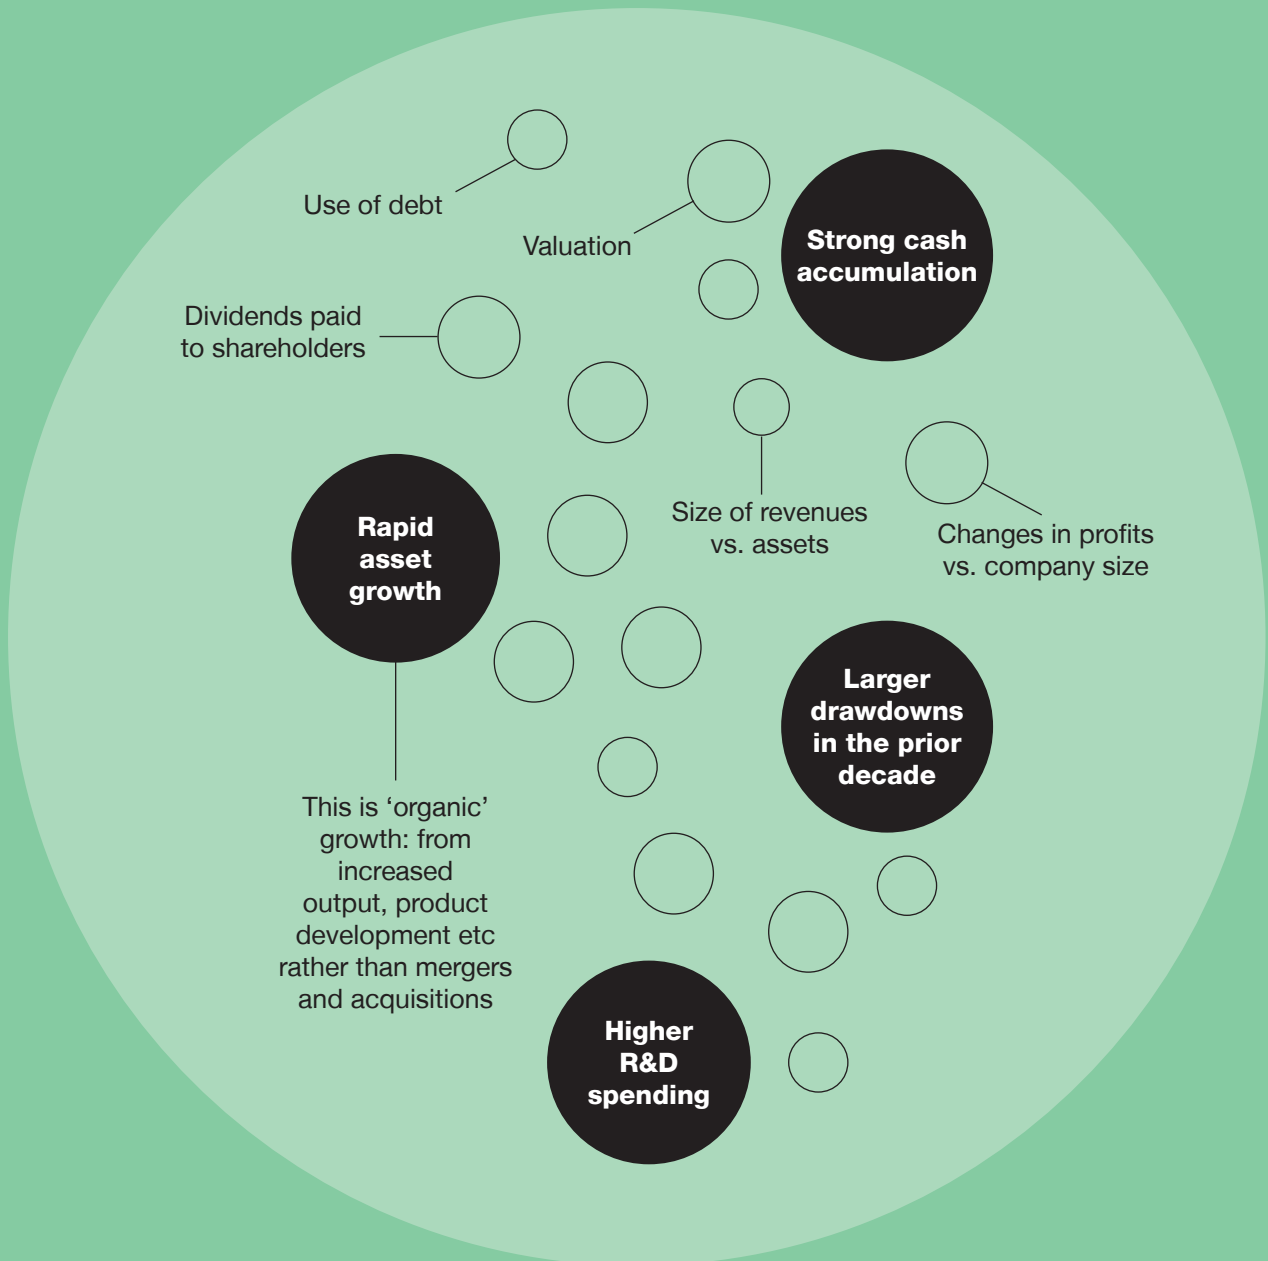 Use of debt
Valuation
Strong cash
accumulation
Dividends paid
to shareholders
Size of revenues
vs. assets
Changes in profits
vs. company size
Rapid
asset
growth
Larger
drawdowns
in the prior
decade
This is ‘organic’
growth: from
increased
output, product
development etc
rather than mergers
and acquisitions
Higher
R&D
spending